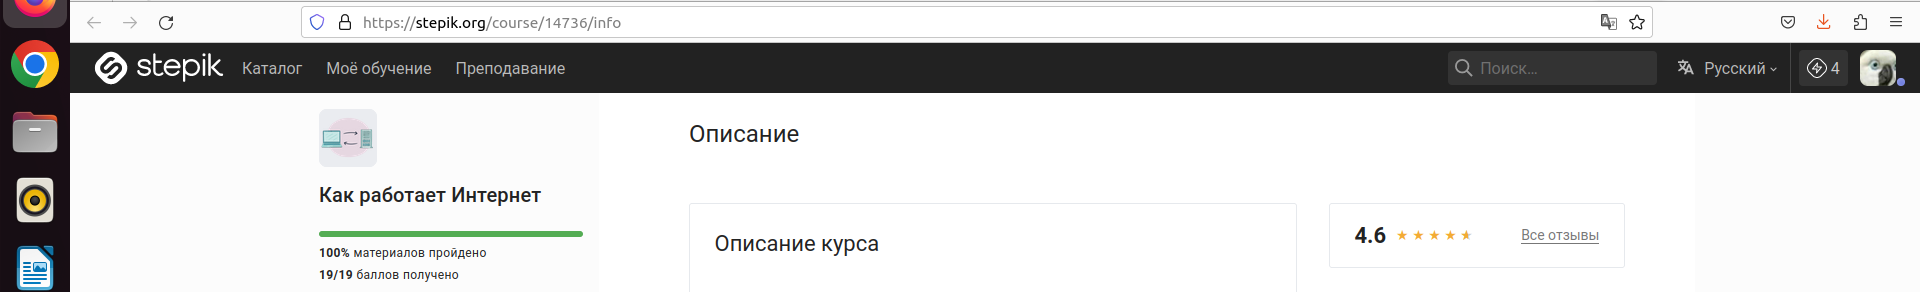 https://stepik.org/course/14736/info
stepik Каталог Моё обучение Преподавание Поиск... Русский 4
Описание
Как работает Интернет
100% материалов пройдено
19/19 баллов получено
Описание курса
4.6 Все отзывы